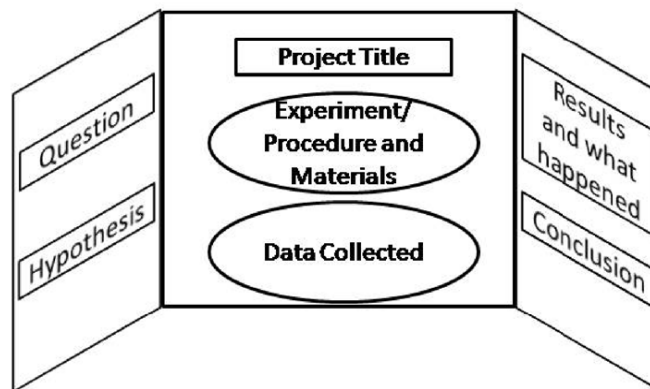 Question
Hypothesis
Project Title
Experiment/
Procedure and
Materials
Data Collected
Results
and what
happened
Conclusion